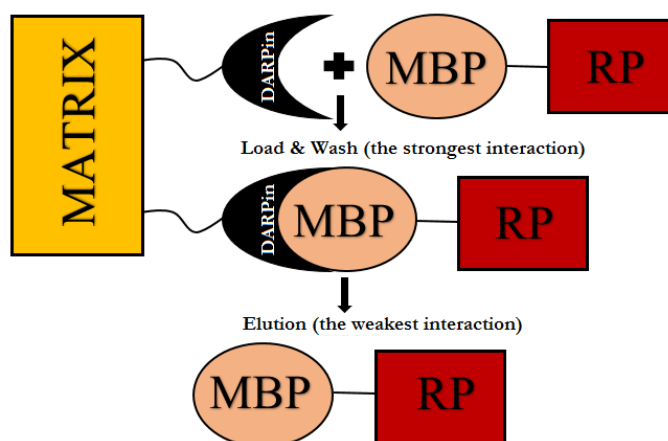 MATRIX
DARPin
MBP
RP
Load & Wash (the strongest interaction)
DARPin
MBP
RP
Elution (the weakest interaction)
MBP
RP